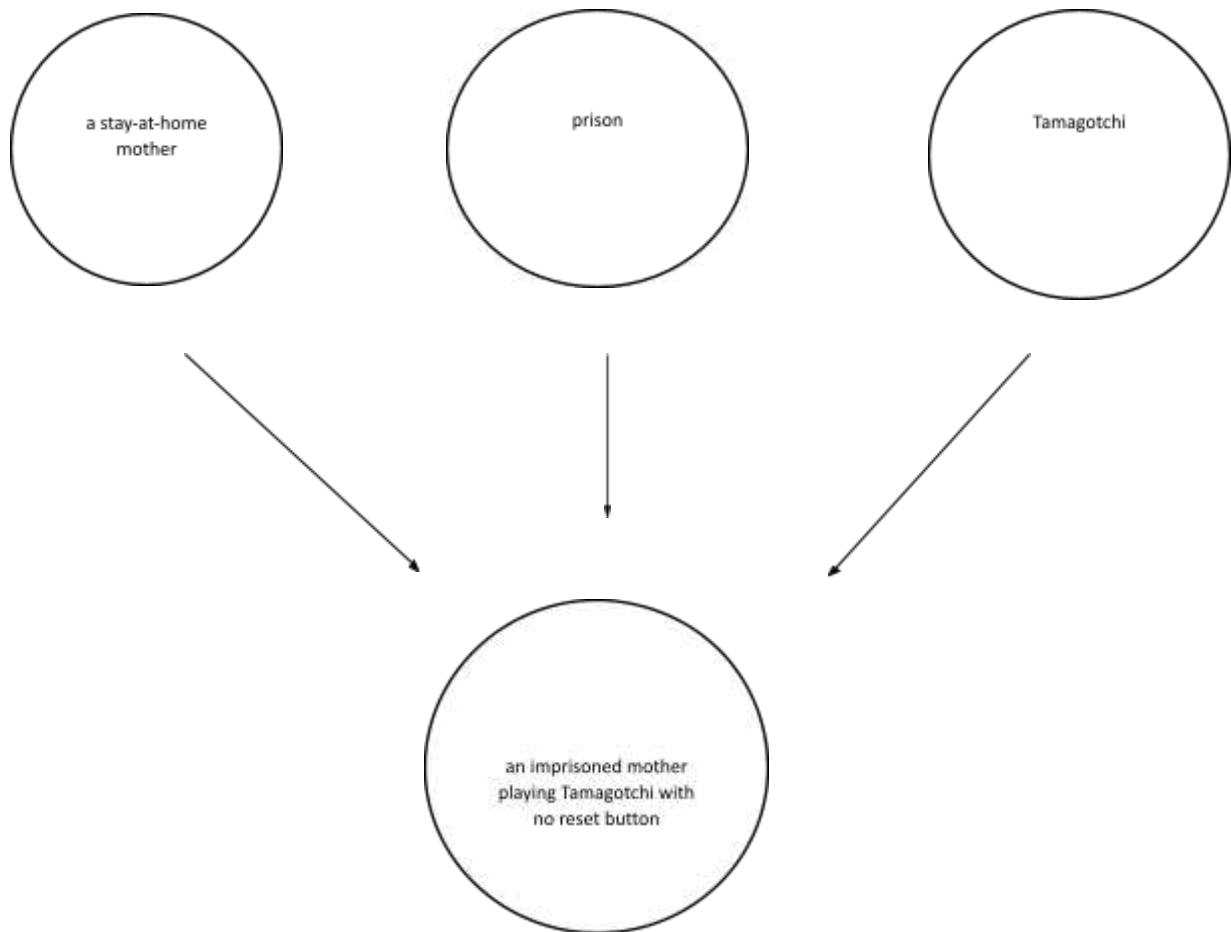 a stay-at-home
mother
prison
Tamagotchi
an imprisoned mother
playing Tamagotchi with
no reset button